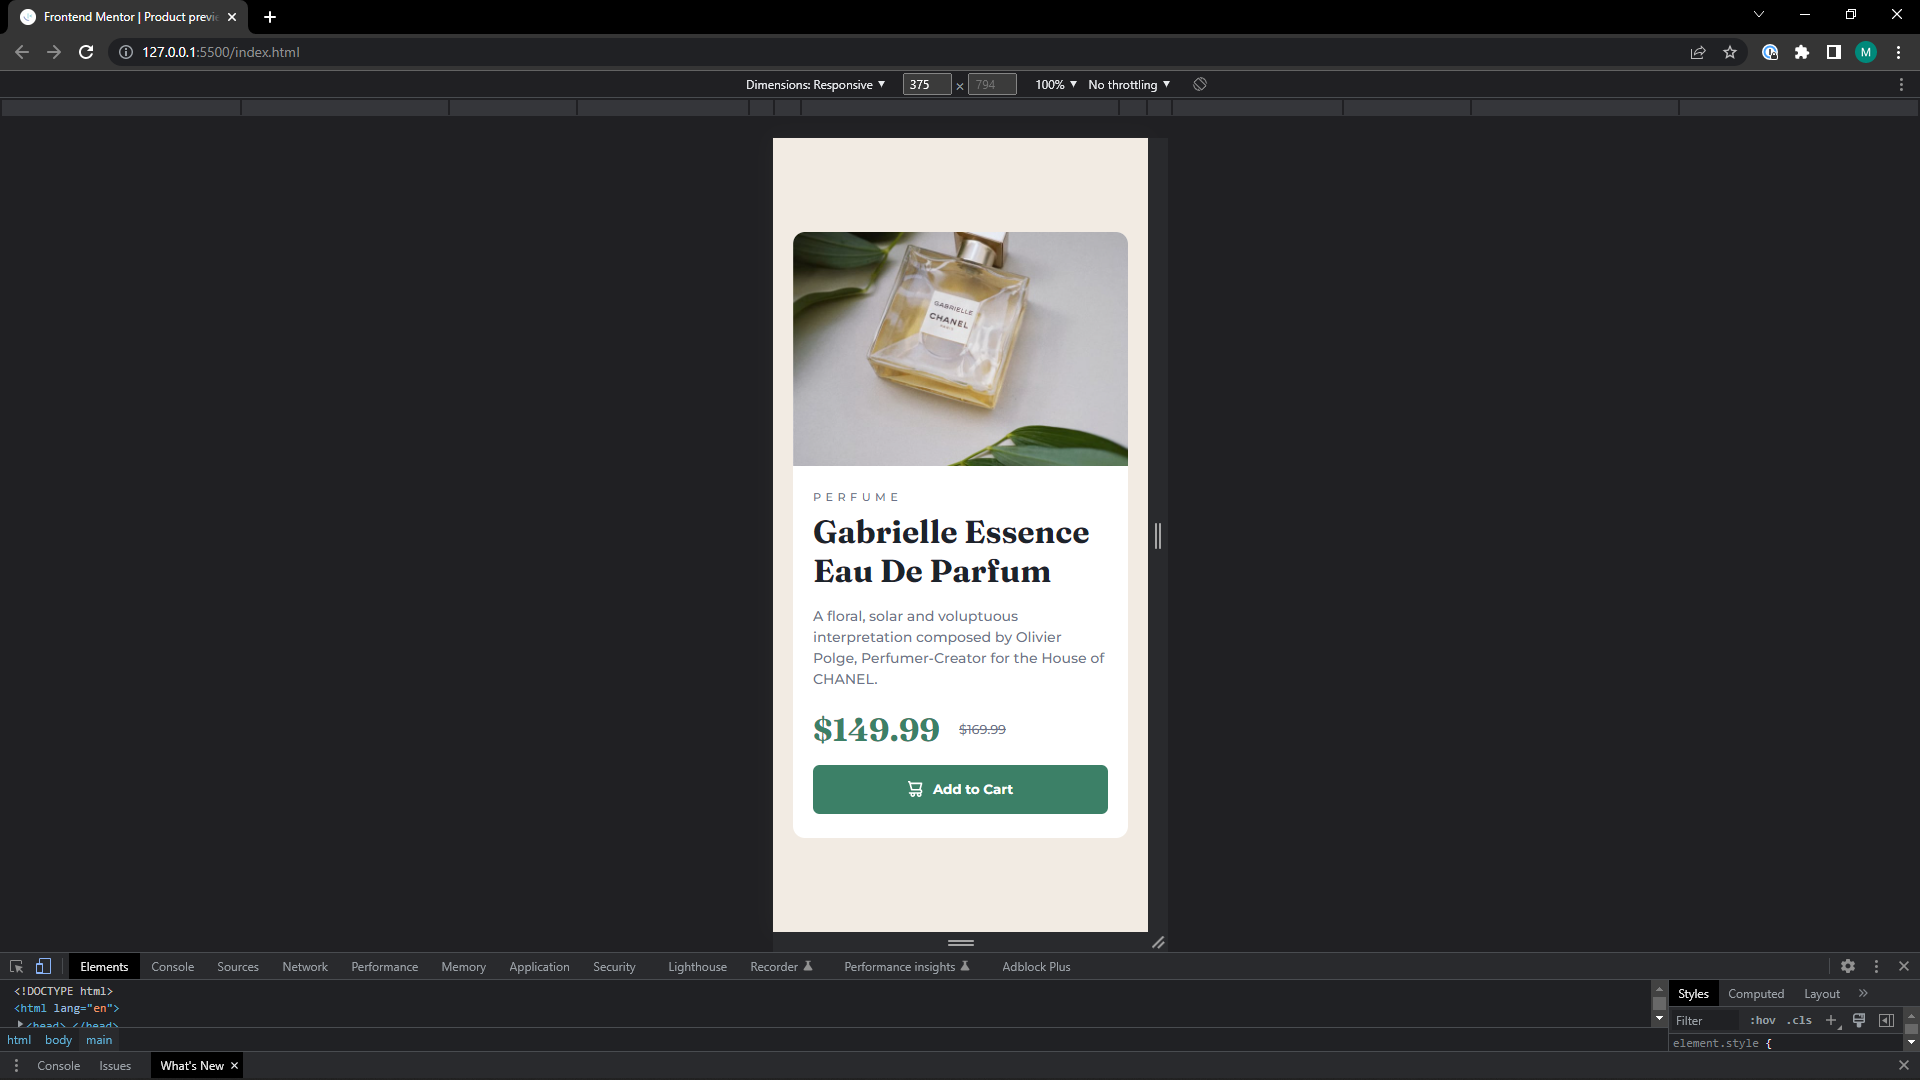 Frontend Mentor | Product previ
127.0.0.1:5500/index.html
M
Dimensions: Responsive ▼ 375 × 794 100% ▼ No throttling ▼
GABRIELLE
CHANEL
PARIS
PERFUME
Gabrielle Essence
Eau De Parfum
A floral, solar and voluptuous
interpretation composed by Olivier
Polge, Perfumer-Creator for the House of
CHANEL.
$149.99 $169.99
Add to Cart
Elements Console Sources Network Performance Memory Application Security Lighthouse Recorder Performance insights Adblock Plus
<!DOCTYPE html>
<html lang="en">
<head> </head>
html body main
Styles Computed Layout »
Filter :hov .cls +
element.style {
Console Issues What's New ×